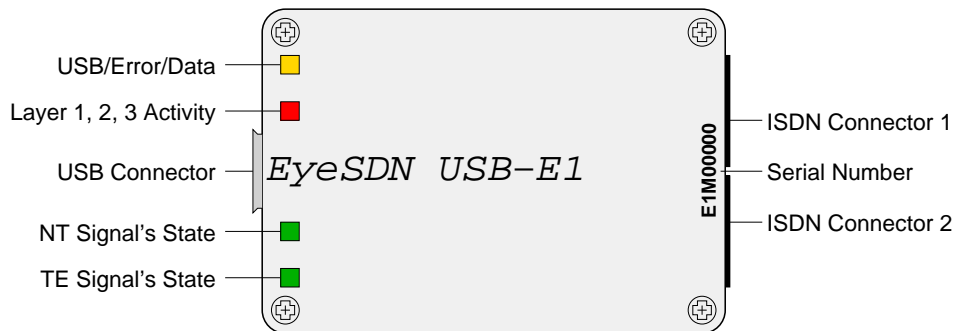 USB/Error/Data
Layer 1, 2, 3 Activity
USB Connector
NT Signal's State
TE Signal's State
EyeSDN USB-E1
E1M00000
ISDN Connector 1
Serial Number
ISDN Connector 2